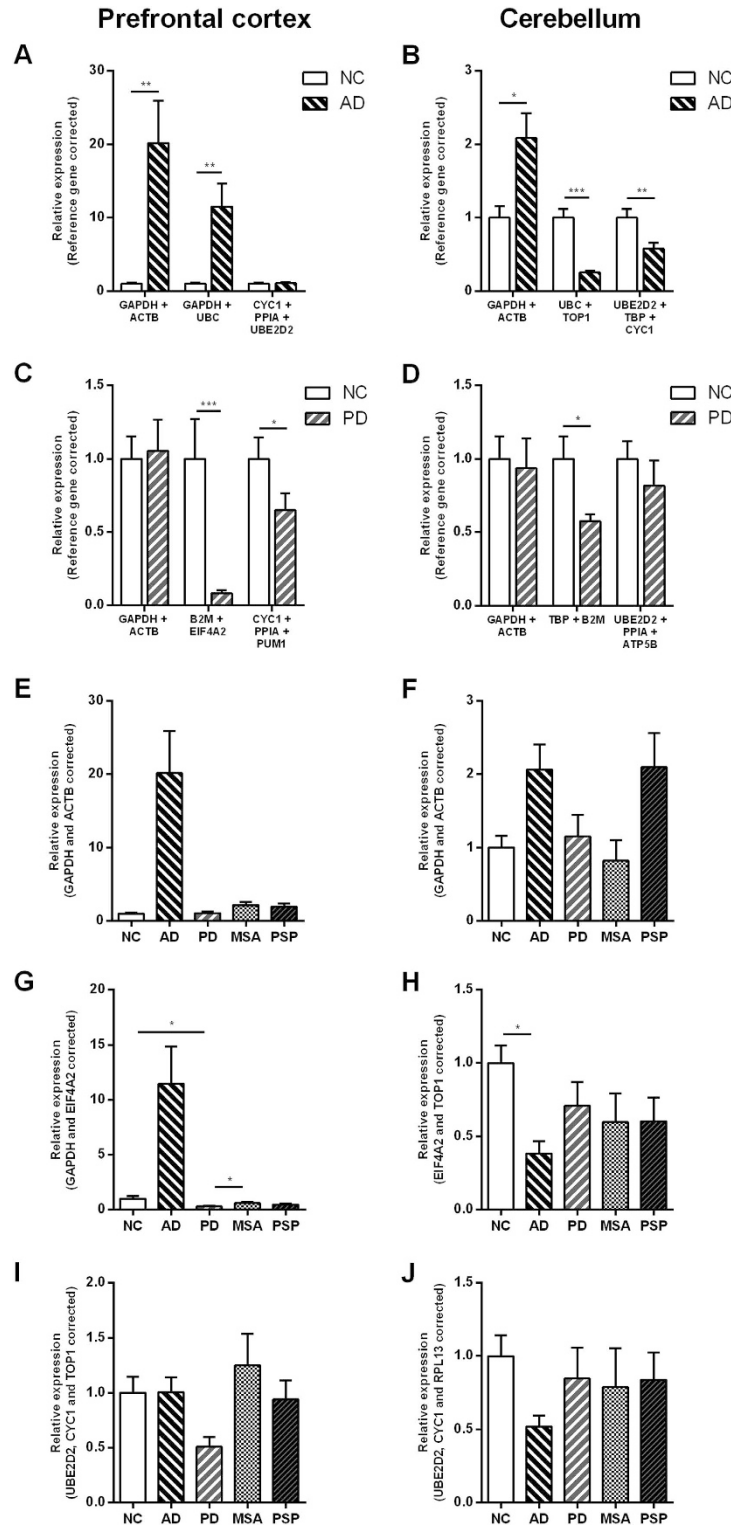 Prefrontal cortex
Cerebellum
A
Relative expression
(Reference gene corrected)
30
20
10
0
**
**
NC
AD
GAPDH +
ACTB
GAPDH +
UBC
CYC1 +
PPIA +
UBE2D2
B
Relative expression
(Reference gene corrected)
3
2
1
0
*
***
**
NC
AD
GAPDH +
ACTB
UBC +
TOP1
UBE2D2 +
TBP +
CYC1
C
Relative expression
(Reference gene corrected)
1.5
1.0
0.5
0.0
***
*
NC
PD
GAPDH +
ACTB
B2M +
EIF4A2
CYC1 +
PPIA +
PUM1
D
Relative expression
(Reference gene corrected)
1.5
1.0
0.5
0.0
*
NC
PD
GAPDH +
ACTB
TBP + B2M
UBE2D2 +
PPIA +
ATP5B
E
Relative expression
(GAPDH and ACTB corrected)
30
20
10
0
NC AD PD MSA PSP
F
Relative expression
(GAPDH and ACTB corrected)
3
2
1
0
NC AD PD MSA PSP
G
Relative expression
(GAPDH and EIF4A2 corrected)
20
15
10
5
0
*
*
NC AD PD MSA PSP
H
Relative expression
(EIF4A2 and TOP1 corrected)
1.5
1.0
0.5
0.0
*
NC AD PD MSA PSP
I
Relative expression
(UBE2D2, CYC1 and TOP1 corrected)
2.0
1.5
1.0
0.5
0.0
NC AD PD MSA PSP
J
Relative expression
(UBE2D2, CYC1 and RPL13 corrected)
1.5
1.0
0.5
0.0
NC AD PD MSA PSP